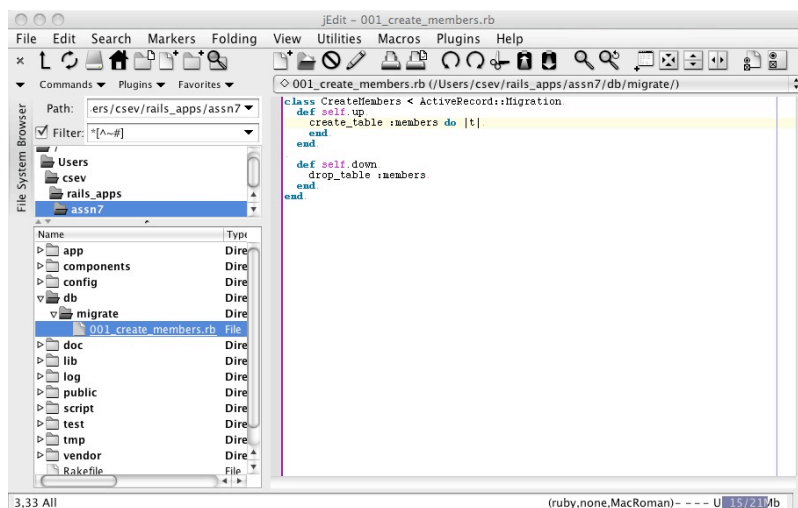 jEdit - 001_create_members.rb
File Edit Search Markers Folding View Utilities Macros Plugins Help
Commands Plugins Favorites
001_create_members.rb (/Users/csev/rails_apps/assn7/db/migrate/)
File System Browser
Path: ers/csev/rails_apps/assn7
Filter: *[^~#]
/
Users
csev
rails_apps
assn7
Name Type
app Dire
components Dire
config Dire
db Dire
migrate Dire
001_create_members.rb File
doc Dire
lib Dire
log Dire
public Dire
script Dire
test Dire
tmp Dire
vendor Dire
Rakefile File
class CreateMembers < ActiveRecord::Migration
def self.up
create_table :members do |t|
end
end
def self.down
drop_table :members
end
end
3,33 All
(ruby,none,MacRoman)- - - - U 15/21Mb